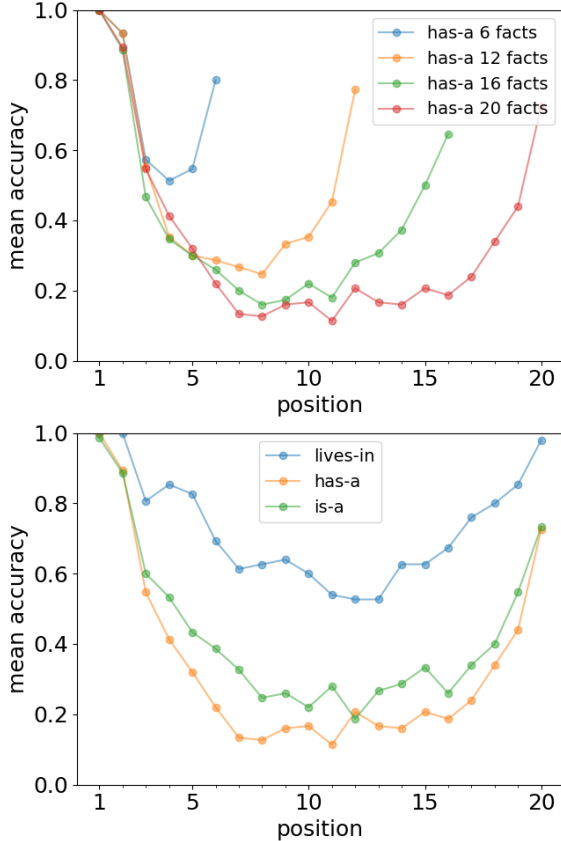 1.0
0.8
0.6
0.4
0.2
0.0
mean accuracy
has-a 6 facts
has-a 12 facts
has-a 16 facts
has-a 20 facts
1 5 10 15 20
position
1.0
0.8
0.6
0.4
0.2
0.0
mean accuracy
lives-in
has-a
is-a
1 5 10 15 20
position